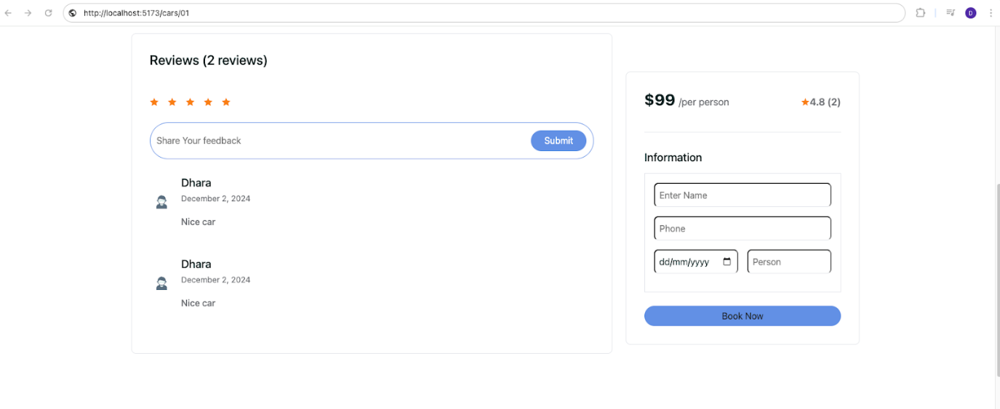 http://localhost:5173/cars/01
D
Reviews (2 reviews)
Share Your feedback
Submit
Dhara
December 2, 2024
Nice car
Dhara
December 2, 2024
Nice car
$99 /per person
4.8 (2)
Information
Enter Name
Phone
dd/mm/yyyy
Person
Book Now